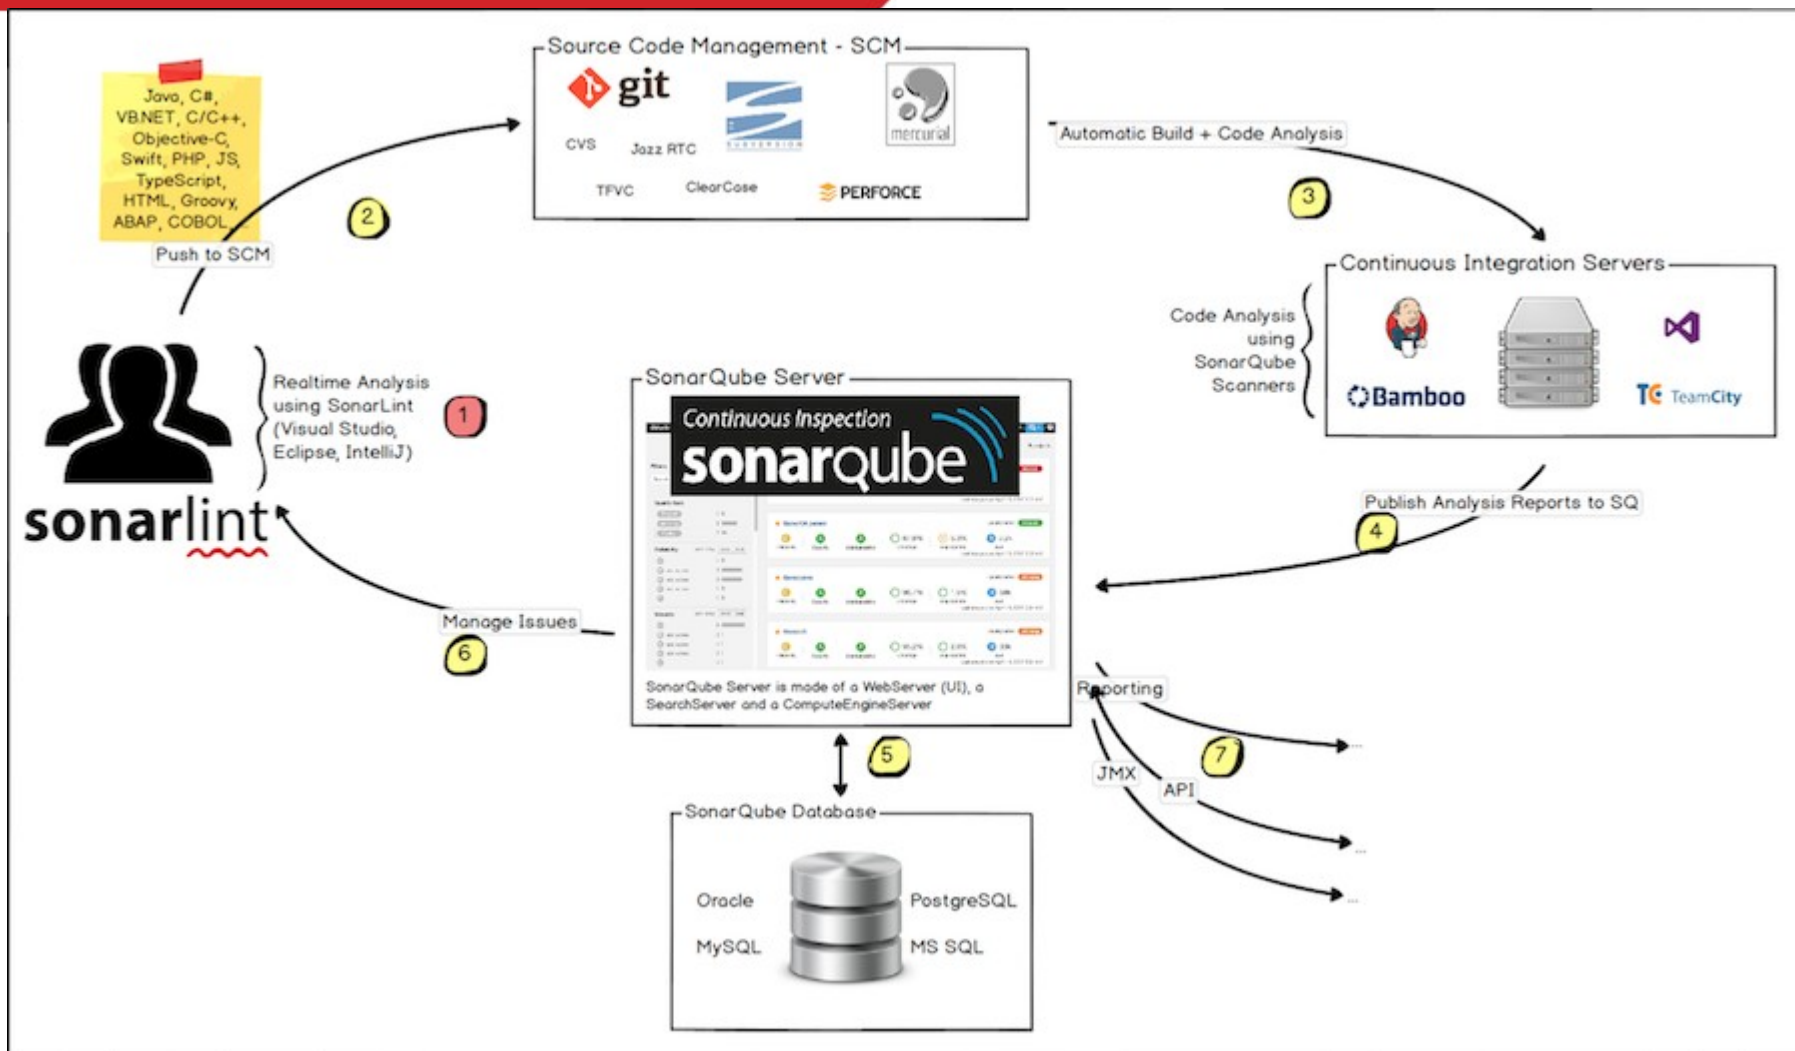 Java, C#,
VB.NET, C/C++,
Objective-C,
Swift, PHP, JS,
TypeScript,
HTML, Groovy,
ABAP, COBOL, ...
Push to SCM
2
Source Code Management - SCM
git
SUBVERSION
mercurial
CVS
Jazz RTC
TFVC
ClearCase
PERFORCE
Automatic Build + Code Analysis
3
Continuous Integration Servers
Code Analysis
using
SonarQube
Scanners
Bamboo
TC TeamCity
Realtime Analysis
using SonarLint
(Visual Studio,
Eclipse, IntelliJ)
1
sonarlint
SonarQube Server
Continuous Inspection
sonarqube
SonarQube Server is made of a WebServer (UI), a
SearchServer and a ComputeEngineServer
Publish Analysis Reports to SQ
4
Manage Issues
6
5
Reporting
...
7
JMX
API
...
...
SonarQube Database
Oracle
PostgreSQL
MySQL
MS SQL